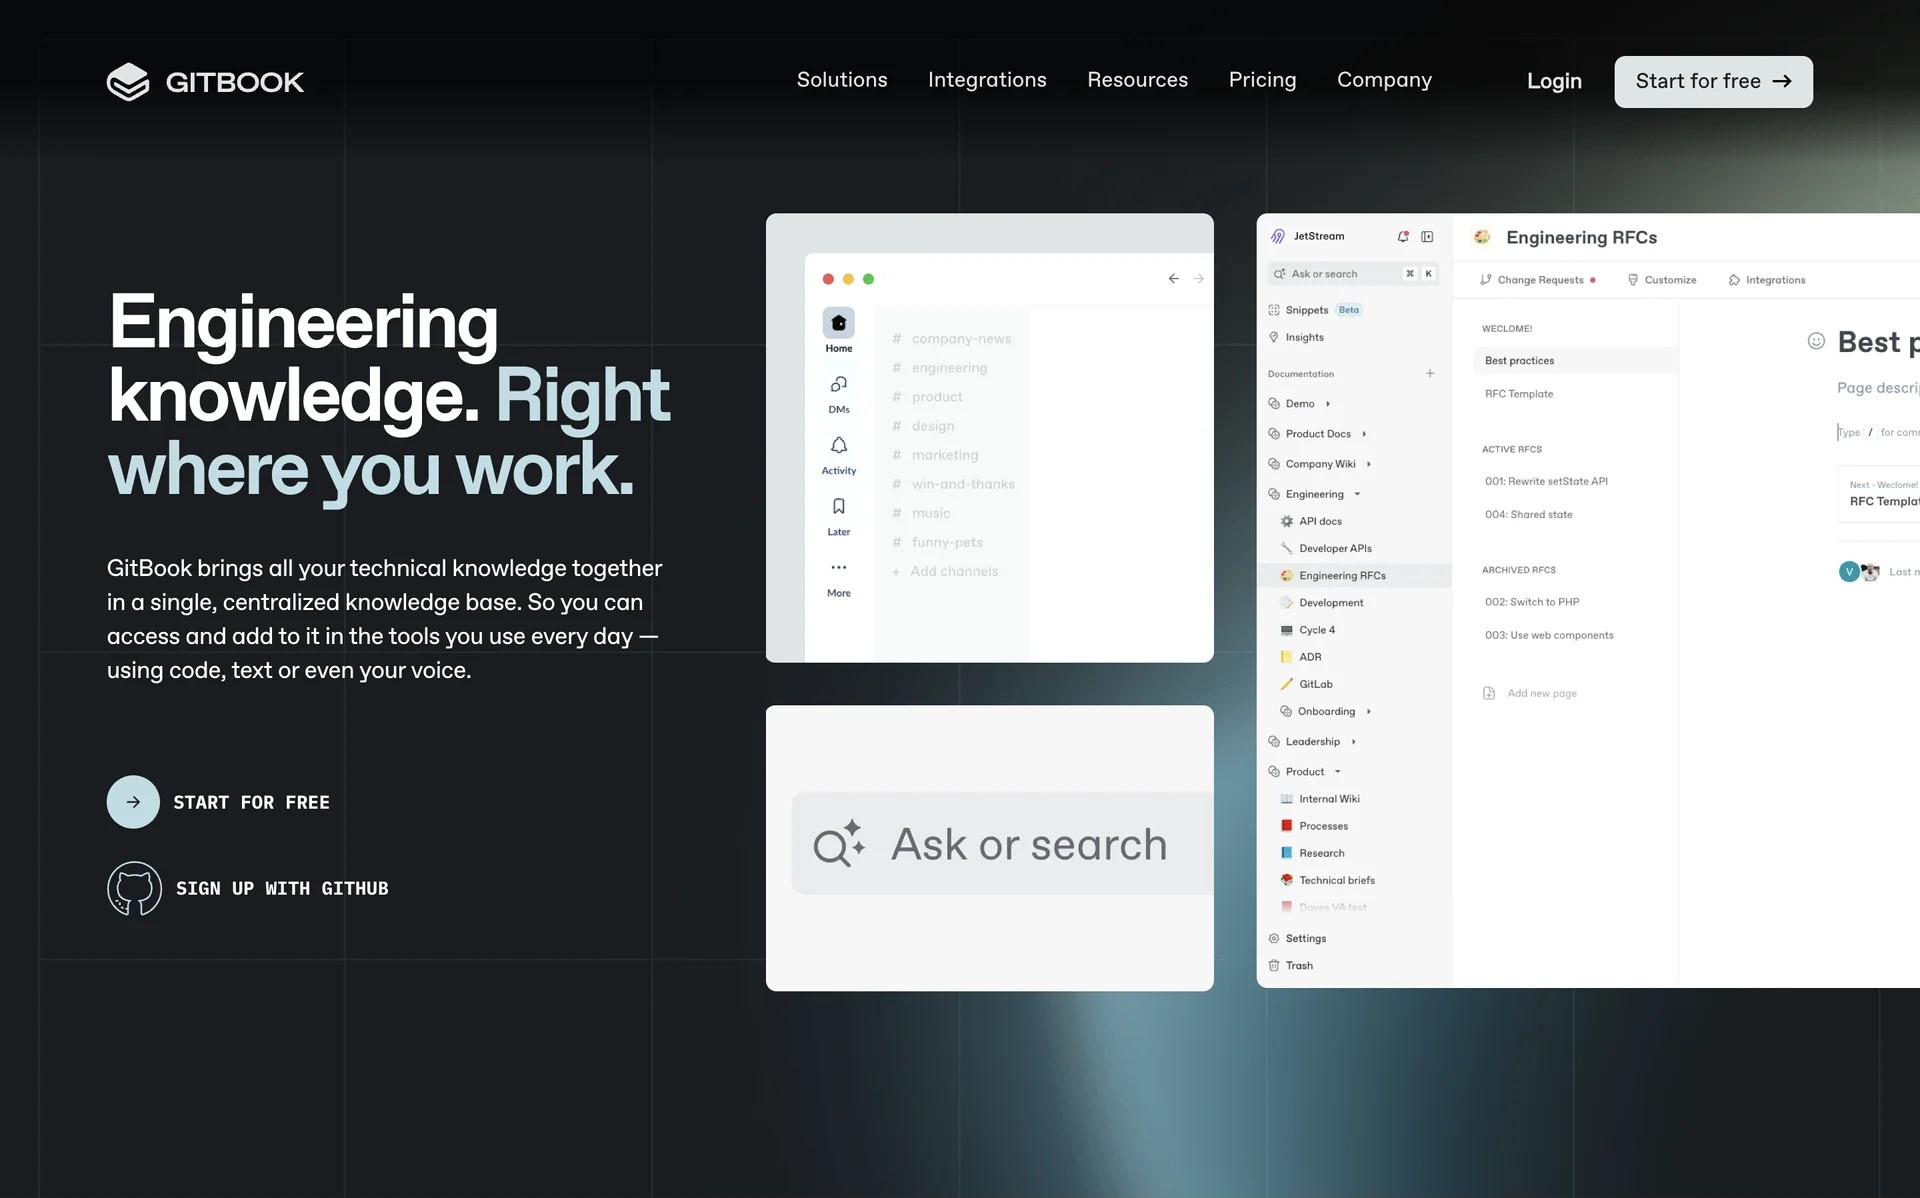 GITBOOK
Solutions
Integrations
Resources
Pricing
Company
Login
Start for free
Engineering
knowledge. Right
where you work.
GitBook brings all your technical knowledge together
in a single, centralized knowledge base. So you can
access and add to it in the tools you use every day —
using code, text or even your voice.
START FOR FREE
SIGN UP WITH GITHUB
Home
DMs
Activity
Later
More
# company-news
# engineering
# product
# design
# marketing
# win-and-thanks
# music
# funny-pets
+ Add channels
Ask or search
JetStream
Ask or search ⌘ K
Snippets Beta
Insights
Documentation
Demo
Product Docs
Company Wiki
Engineering
API docs
Developer APIs
Engineering RFCs
Development
Cycle 4
ADR
GitLab
Onboarding
Leadership
Product
Internal Wiki
Processes
Research
Technical briefs
Daves VA test
Settings
Trash
Engineering RFCs
Change Requests
Customize
Integrations
WECLOME!
Best practices
RFC Template
ACTIVE RFCS
001: Rewrite setState API
004: Shared state
ARCHIVED RFCS
002: Switch to PHP
003: Use web components
Add new page
Best p
Page descri
Type / for com
Next - Weclome!
RFC Templat
V
Last m